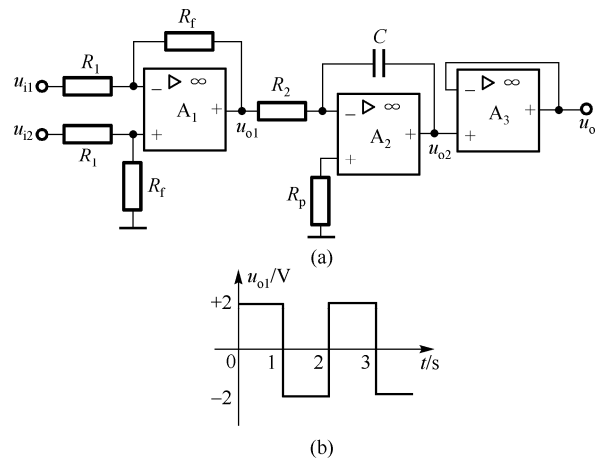 R_f
C
R_1
R_2
u_i1
− ▷ ∞
− ▷ ∞
− ▷ ∞
A_1
A_2
A_3
+
+
+
+
+
+
u_i2
u_o1
u_o2
u_o
R_1
R_f
R_p
(a)
u_o1/V
+2
0 1 2 3 t/s
−2
(b)